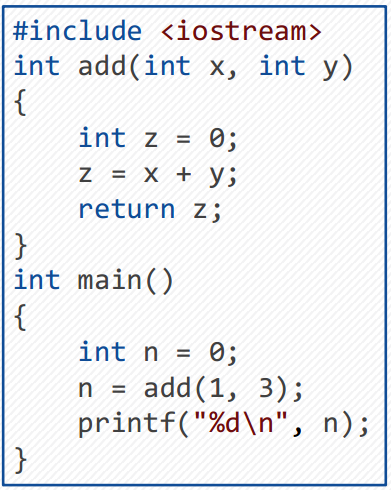 #include <iostream>
int add(int x, int y)
{
    int z = 0;
    z = x + y;
    return z;
}
int main()
{
    int n = 0;
    n = add(1, 3);
    printf("%d\n", n);
}